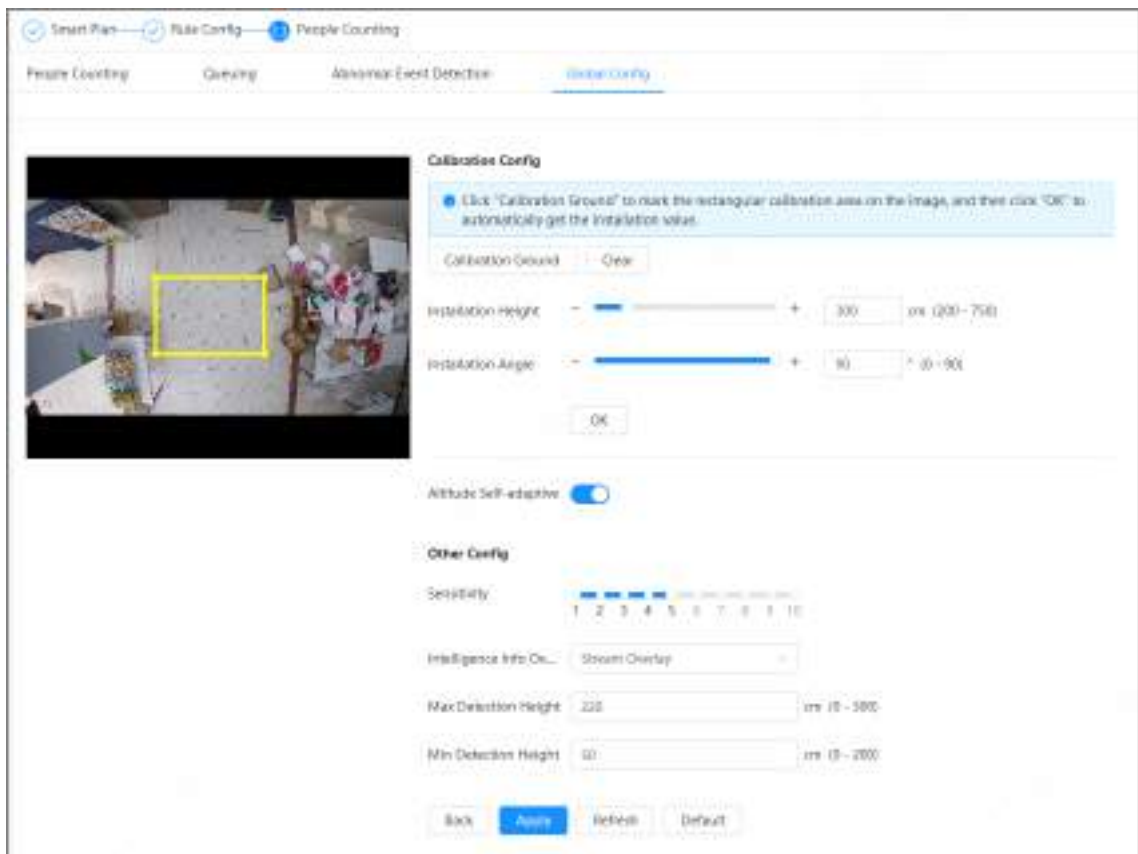 Smart Plan Rule Config People Counting
People Counting Queuing Abnormal Event Detection Global Config
Calibration Config
Click "Calibration Ground" to mark the rectangular calibration area on the image, and then click "OK" to
automatically get the installation value.
Calibration Ground Clear
Installation Height - + 300 cm (200 - 750)
Installation Angle - + 90 ° (0 - 90)
OK
Altitude Self-adaptive
Other Config
Sensitivity
1 2 3 4 5 6 7 8 9 10
Intelligence Info Ov... Stream Overlay
Max Detection Height 220 cm (0 - 300)
Min Detection Height cm (0 - 200)
Back Apply Refresh Default